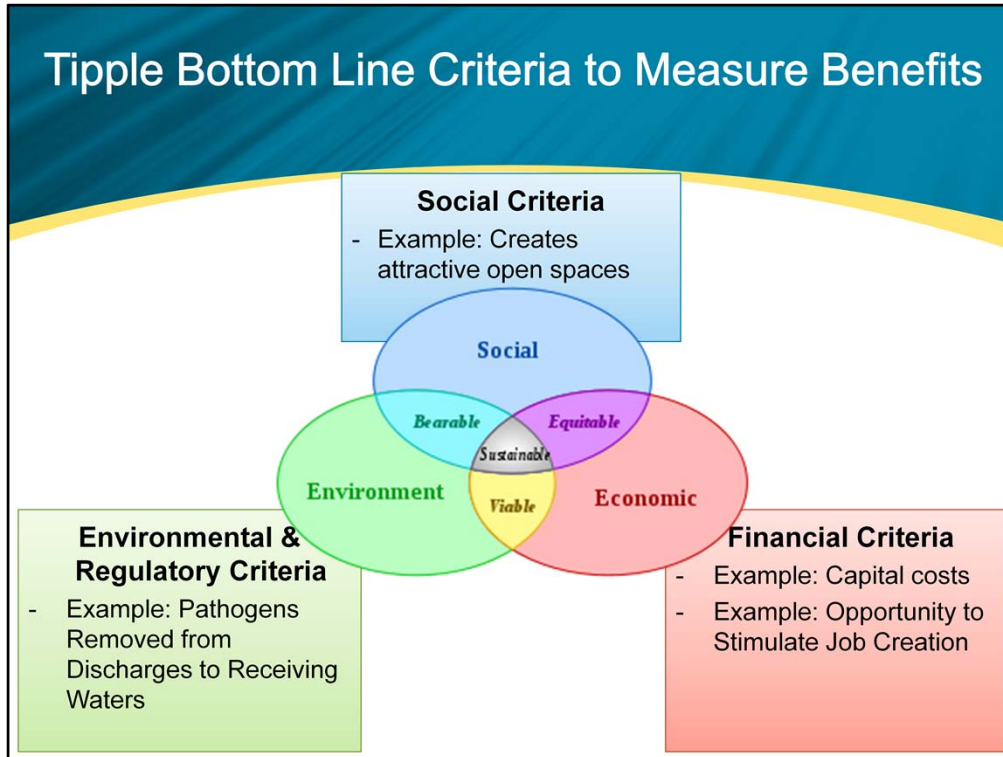 Tipple Bottom Line Criteria to Measure Benefits
Social Criteria
- Example: Creates
attractive open spaces
Social
Bearable
Equitable
Sustainable
Environment
Viable
Economic
Environmental &
Regulatory Criteria
- Example: Pathogens
Removed from
Discharges to Receiving
Waters
Financial Criteria
- Example: Capital costs
- Example: Opportunity to
Stimulate Job Creation